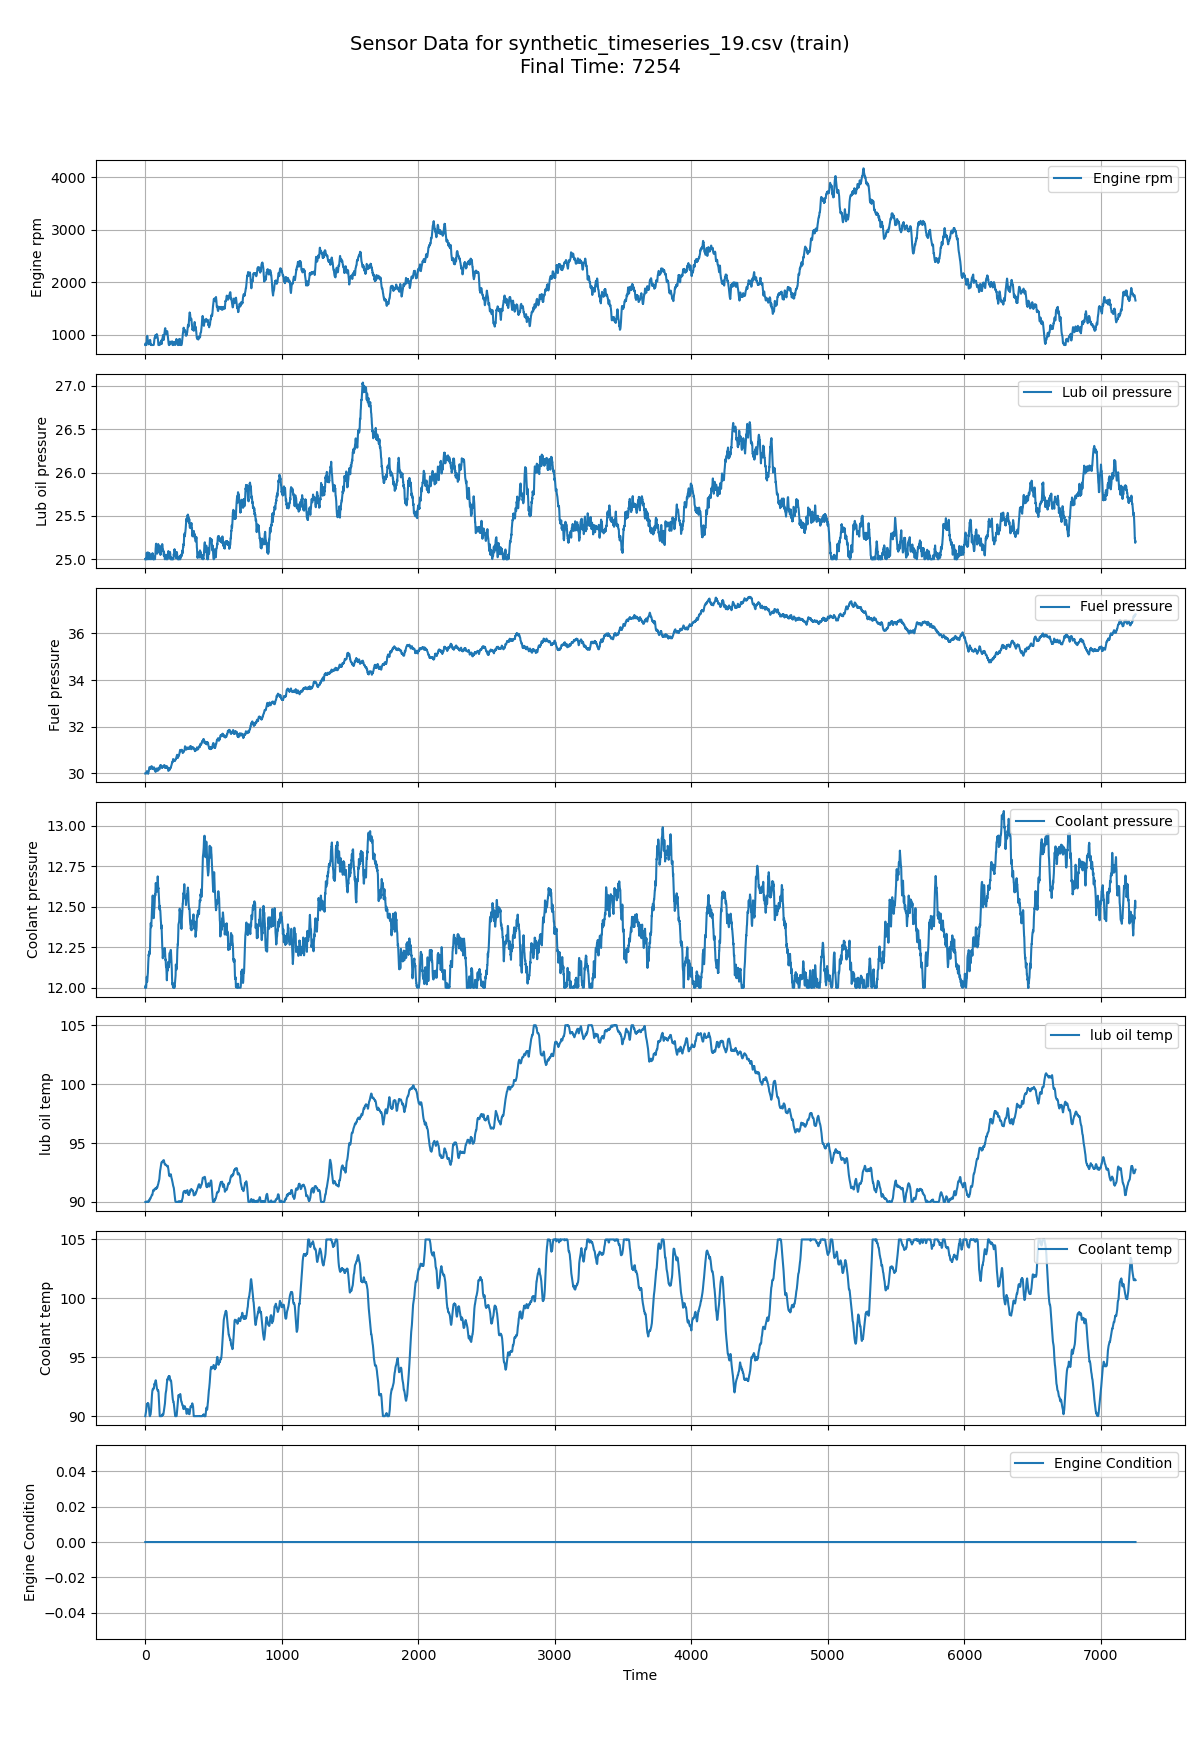 Sensor Data for synthetic_timeseries_19.csv (train)
Final Time: 7254
Engine rpm
4000
3000
2000
1000
Engine rpm
Lub oil pressure
27.0
26.5
26.0
25.5
25.0
Lub oil pressure
Fuel pressure
36
34
32
30
Fuel pressure
Coolant pressure
13.00
12.75
12.50
12.25
12.00
Coolant pressure
lub oil temp
105
100
95
90
lub oil temp
Coolant temp
105
100
95
90
Coolant temp
Engine Condition
0.04
0.02
0.00
−0.02
−0.04
Engine Condition
0 1000 2000 3000 4000 5000 6000 7000
Time